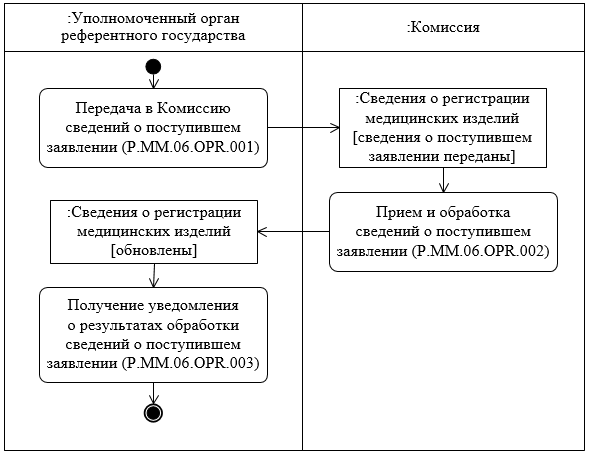 :Уполномоченный орган
референтного государства
:Комиссия
Передача в Комиссию
сведений о поступившем
заявлении (P.MM.06.OPR.001)
:Сведения о регистрации
медицинских изделий
[сведения о поступившем
заявлении переданы]
Прием и обработка
сведений о поступившем
заявлении (P.MM.06.OPR.002)
:Сведения о регистрации
медицинских изделий
[обновлены]
Получение уведомления
о результатах обработки
сведений о поступившем
заявлении (P.MM.06.OPR.003)